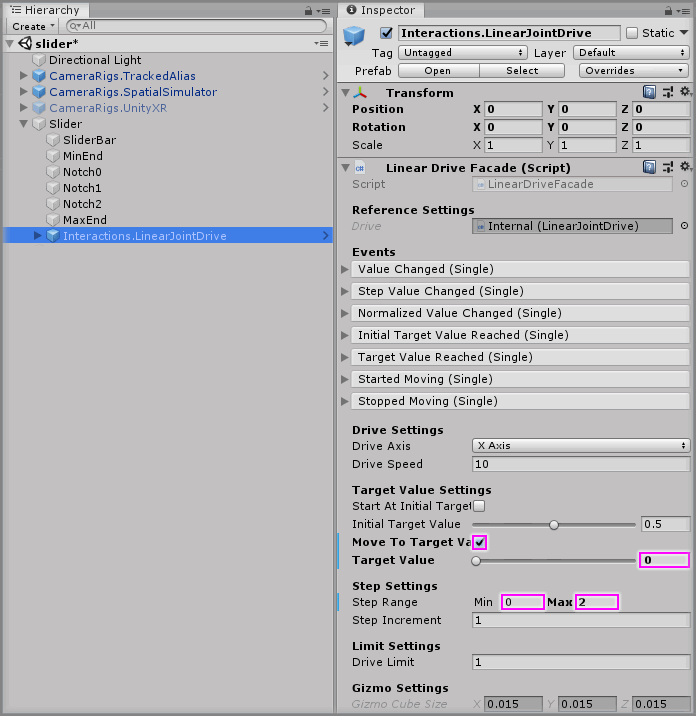 Hierarchy
Create
All
slider*
Directional Light
CameraRigs.TrackedAlias
CameraRigs.SpatialSimulator
CameraRigs.UnityXR
Slider
SliderBar
MinEnd
Notch0
Notch1
Notch2
MaxEnd
Interactions.LinearJointDrive
Inspector
Interactions.LinearJointDrive Static
Tag Untagged Layer Default
Prefab Open Select Overrides
Transform
Position X 0 Y 0 Z 0
Rotation X 0 Y 0 Z 0
Scale X 1 Y 1 Z 1
Linear Drive Facade (Script)
Script LinearDriveFacade
Reference Settings
Drive Internal (LinearJointDrive)
Events
Value Changed (Single)
Step Value Changed (Single)
Normalized Value Changed (Single)
Initial Target Value Reached (Single)
Target Value Reached (Single)
Started Moving (Single)
Stopped Moving (Single)
Drive Settings
Drive Axis X Axis
Drive Speed 10
Target Value Settings
Start At Initial Target
Initial Target Value 0.5
Move To Target Va
Target Value 0
Step Settings
Step Range Min 0 Max 2
Step Increment 1
Limit Settings
Drive Limit 1
Gizmo Settings
Gizmo Cube Size X 0.015 Y 0.015 Z 0.015